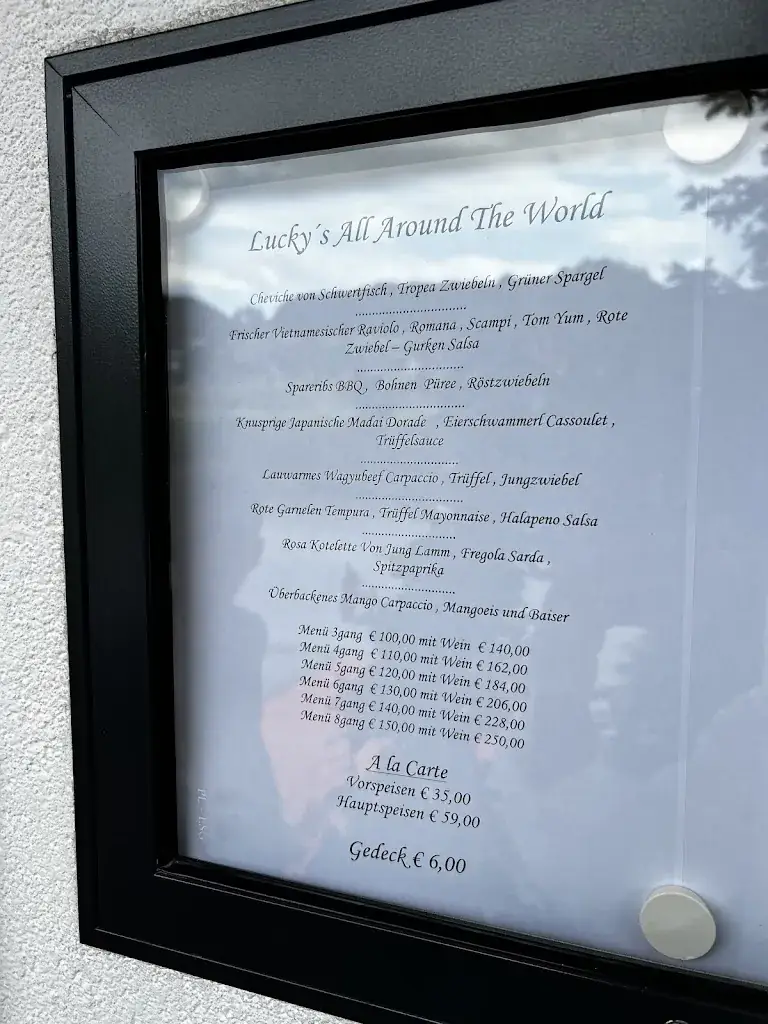 Lucky´s All Around The World
Cheviche von Schwertfisch , Tropea Zwiebeln , Grüner Spargel
..............................
Frischer Vietnamesischer Raviolo , Romana , Scampi , Tom Yum , Rote
Zwiebel – Gurken Salsa
..............................
Spareribs BBQ , Bohnen Püree , Röstzwiebeln
..............................
Knusprige Japanische Madai Dorade , Eierschwammerl Cassoulet ,
Trüffelsauce
..............................
Lauwarmes Wagyubeef Carpaccio , Trüffel , Jungzwiebel
..............................
Rote Garnelen Tempura , Trüffel Mayonnaise , Halapeno Salsa
..............................
Rosa Kotelette Von Jung Lamm , Fregola Sarda ,
Spitzpaprika
..............................
Überbackenes Mango Carpaccio , Mangoeis und Baiser
Menü 3gang € 100,00 mit Wein € 140,00
Menü 4gang € 110,00 mit Wein € 162,00
Menü 5gang € 120,00 mit Wein € 184,00
Menü 6gang € 130,00 mit Wein € 206,00
Menü 7gang € 140,00 mit Wein € 228,00
Menü 8gang € 150,00 mit Wein € 250,00
A la Carte
Vorspeisen € 35,00
Hauptspeisen € 59,00
Gedeck € 6,00